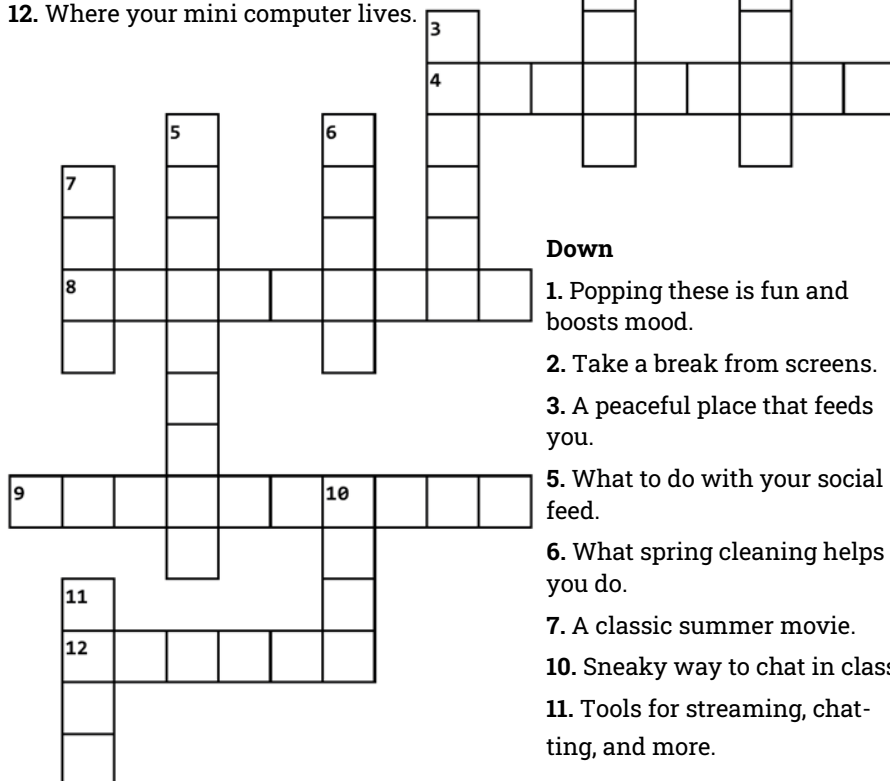 12. Where your mini computer lives.
3
4
5
6
7
8
9
10
11
12
Down
1. Popping these is fun and
boosts mood.
2. Take a break from screens.
3. A peaceful place that feeds
you.
5. What to do with your social
feed.
6. What spring cleaning helps
you do.
7. A classic summer movie.
10. Sneaky way to chat in
11. Tools for streaming, chat-
ting, and more.